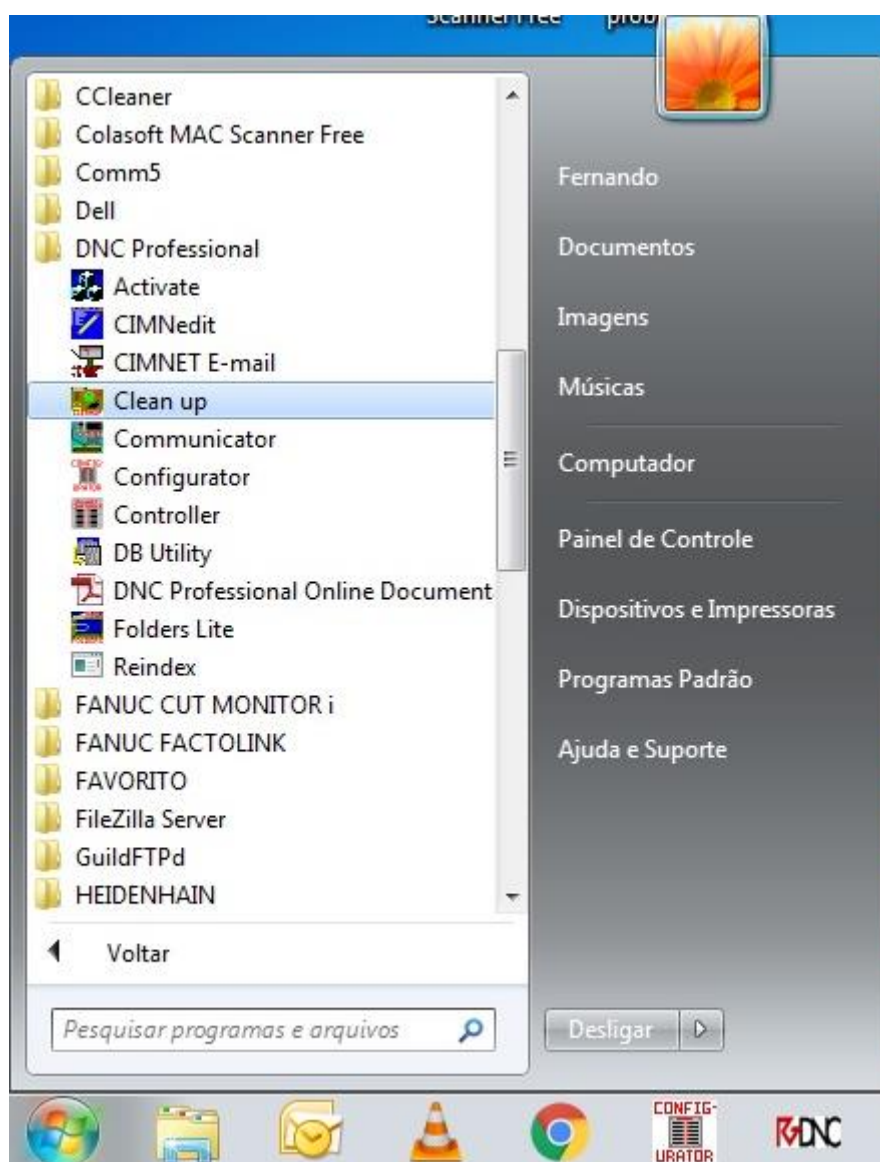 Scanner Free
CCleaner
Colasoft MAC Scanner Free
Comm5
Dell
DNC Professional
Activate
CIMNedit
CIMNET E-mail
Clean up
Communicator
Configurator
Controller
DB Utility
DNC Professional Online Document
Folders Lite
Reindex
FANUC CUT MONITOR i
FANUC FACTOLINK
FAVORITO
FileZilla Server
GuildFTPd
HEIDENHAIN
Voltar
Pesquisar programas e arquivos
Fernando
Documentos
Imagens
Músicas
Computador
Painel de Controle
Dispositivos e Impressoras
Programas Padrão
Ajuda e Suporte
Desligar
CONFIG-
URATOR
DNC